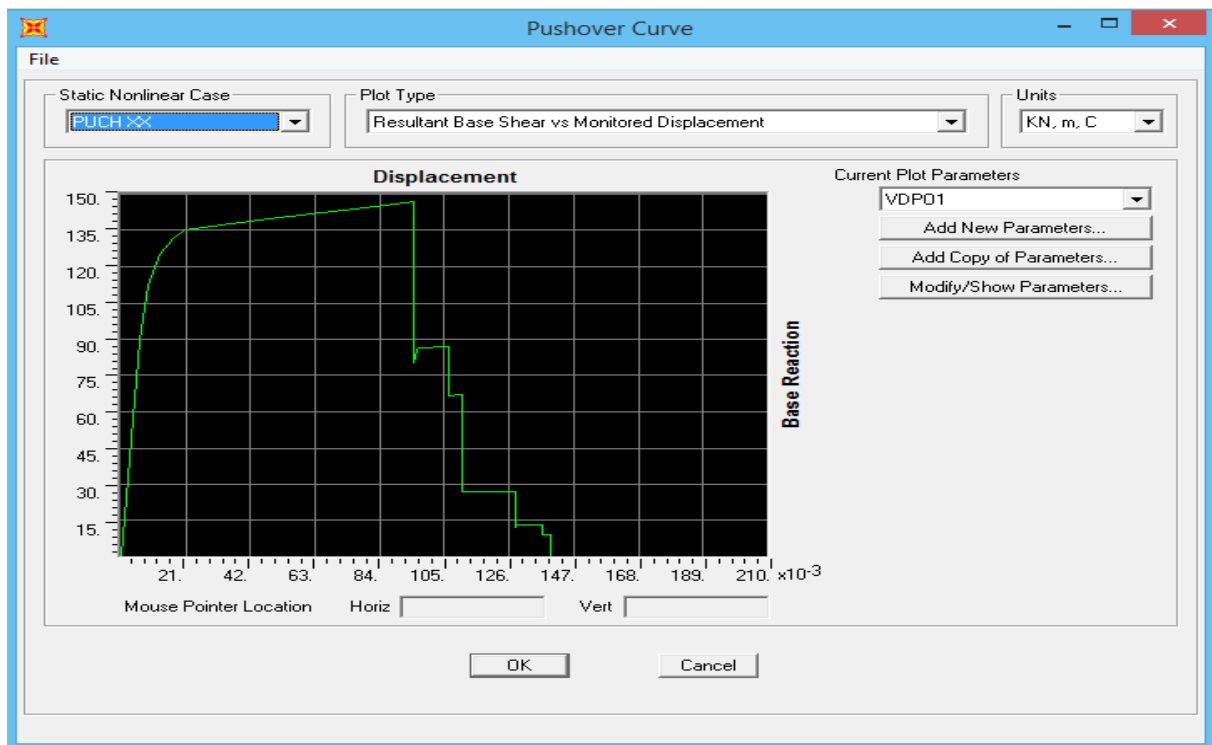 Pushover Curve
File
Static Nonlinear Case
PUCH XX
Plot Type
Resultant Base Shear vs Monitored Displacement
Units
KN, m, C
Displacement
150.
135.
120.
105.
90.
75.
60.
45.
30.
15.
21. 42. 63. 84. 105. 126. 147. 168. 189. 210. x10-3
Base Reaction
Current Plot Parameters
VDPO1
Add New Parameters...
Add Copy of Parameters...
Modify/Show Parameters...
Mouse Pointer Location Horiz Vert
OK Cancel